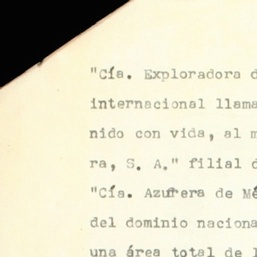 "Cía. Exploradora d
internacional llama
nido con vida, al m
ra, S. A." filial d
"Cía. Azufrera de Mé
del dominio naciona
una área total de l